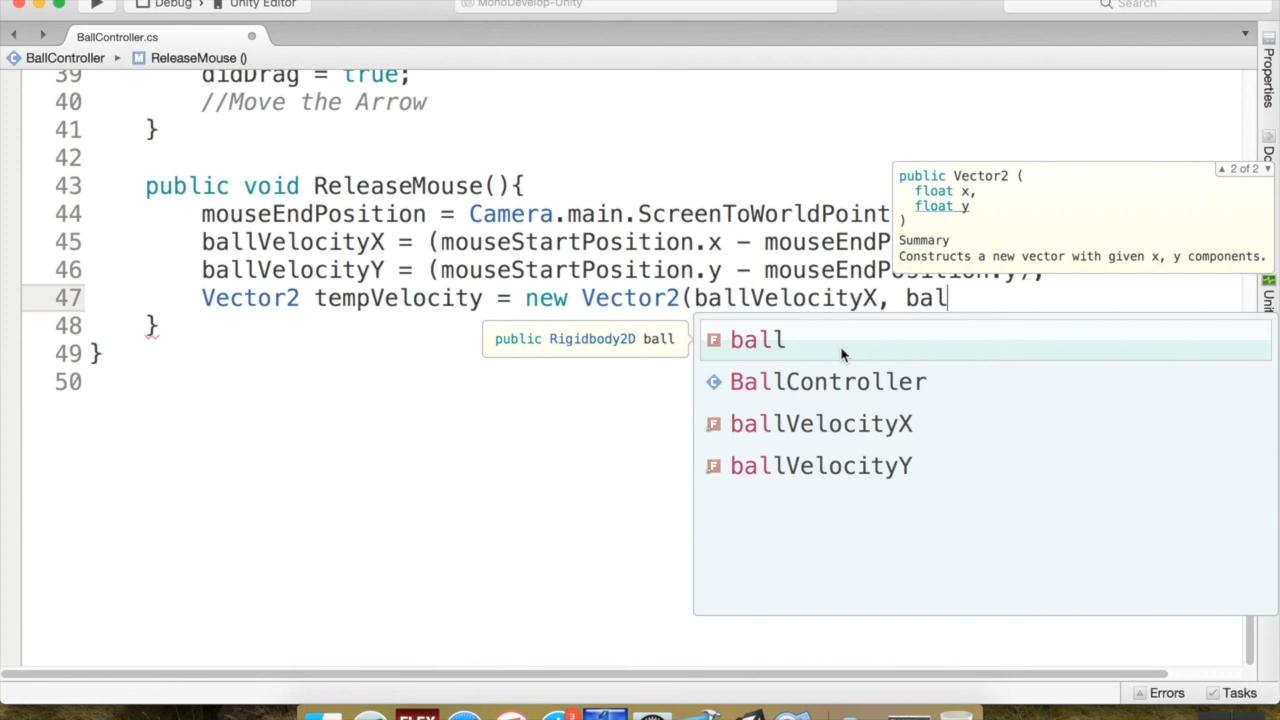 Debug
Unity Editor
MonoDevelop-Unity
Search
BallController.cs
BallController
M
ReleaseMouse ()
39 didDrag = true;
40 //Move the Arrow
41 }
42
43 public void ReleaseMouse(){
44 mouseEndPosition = Camera.main.ScreenToWorldPoint
45 ballVelocityX = (mouseStartPosition.x - mouseEndP
46 ballVelocityY = (mouseStartPosition.y - mouseEndPosition.y);
47 Vector2 tempVelocity = new Vector2(ballVelocityX, bal
48 }
49 }
50
2 of 2
public Vector2 (
float x,
float y
)
Summary
Constructs a new vector with given x, y components.
public Rigidbody2D ball
F ball
C BallController
F ballVelocityX
F ballVelocityY
Properties
Errors
Tasks
FLEX
3